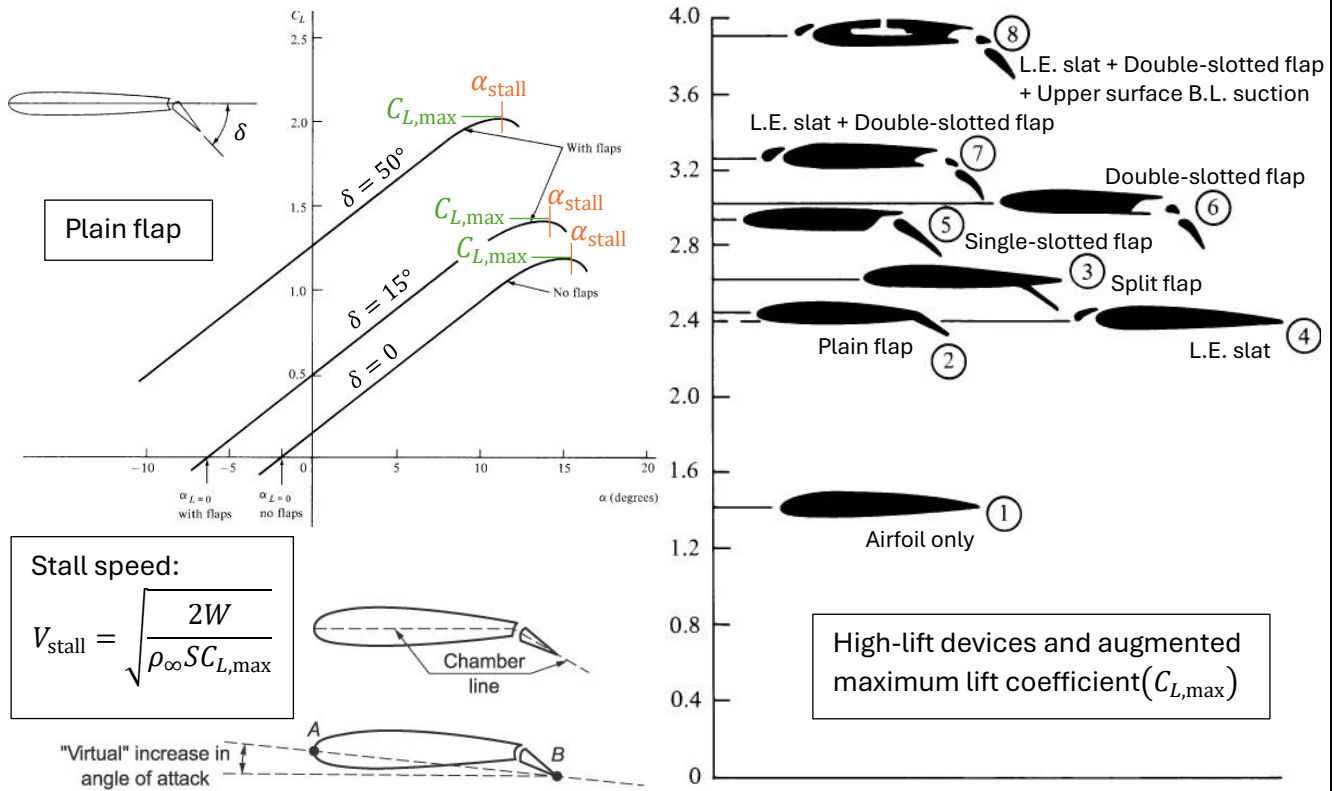 C_L
2.5
2.0
1.5
1.0
0.5
0
-10
-5
5
10
15
20
α (degrees)
α_L = 0
with flaps
α_L = 0
no flaps
δ
Plain flap
δ = 50°
δ = 15°
δ = 0
C_{L,max}
α_stall
C_{L,max}
α_stall
C_{L,max}
α_stall
With flaps
No flaps
Stall speed:
V_stall = √(2W / ρ_∞ S C_{L,max})
Chamber
line
A
B
"Virtual" increase in
angle of attack
4.0
3.6
3.2
2.8
2.4
2.0
1.6
1.2
0.8
0.4
0
8
L.E. slat + Double-slotted flap
+ Upper surface B.L. suction
L.E. slat + Double-slotted flap
7
Double-slotted flap
6
5
Single-slotted flap
3
Split flap
Plain flap
2
4
L.E. slat
1
Airfoil only
High-lift devices and augmented
maximum lift coefficient(C_{L,max})